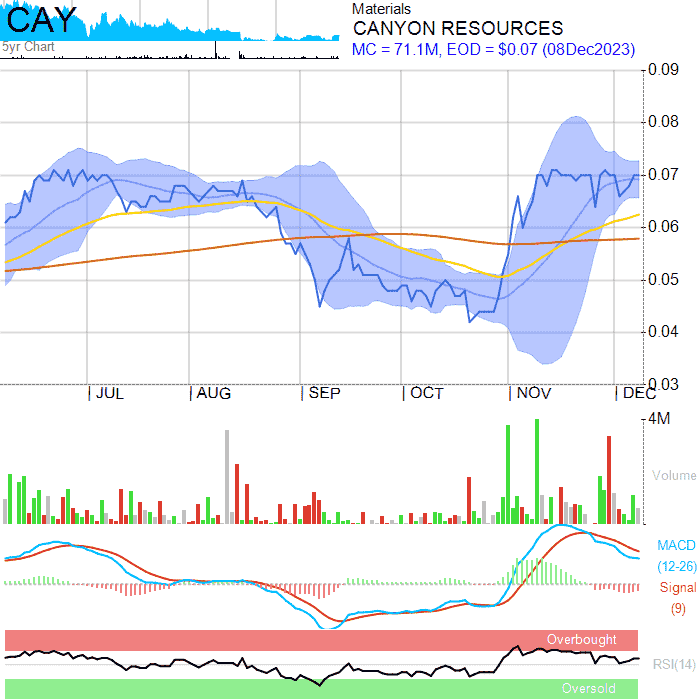 CAY
5yr Chart
Materials
CANYON RESOURCES
MC = 71.1M, EOD = $0.07 (08Dec2023)
0.09
0.08
0.07
0.06
0.05
0.04
0.03
JUL AUG SEP OCT NOV DEC
4M
Volume
MACD
(12-26)
Signal
(9)
Overbought
RSI(14)
Oversold